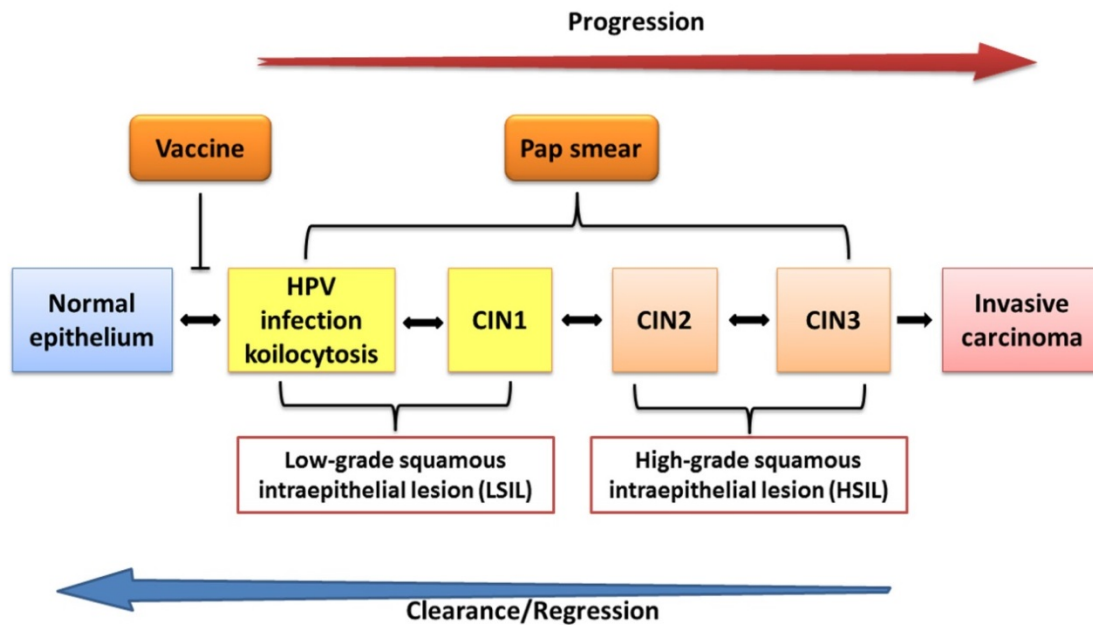 Progression
Vaccine
Pap smear
Normal
epithelium
HPV
infection
koilocytosis
CIN1
CIN2
CIN3
Invasive
carcinoma
Low-grade squamous
intraepithelial lesion (LSIL)
High-grade squamous
intraepithelial lesion (HSIL)
Clearance/Regression